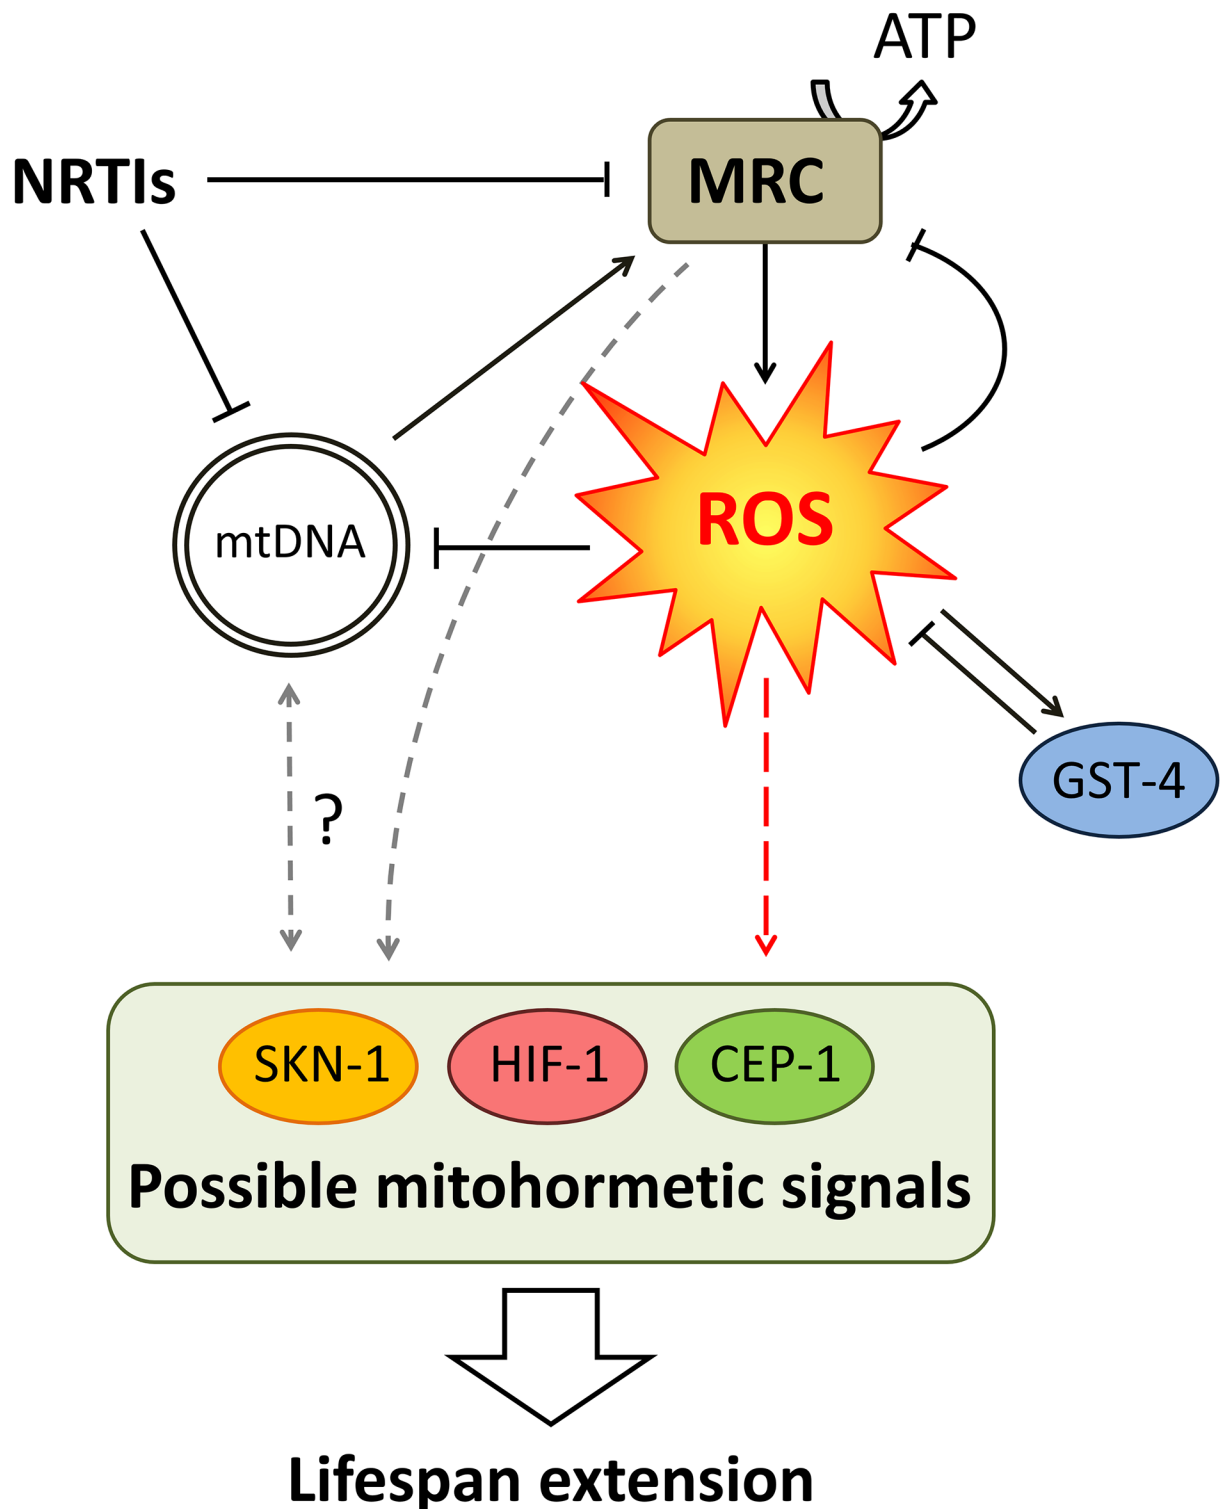 ATP
NRTIs
MRC
mtDNA
ROS
GST-4
?
SKN-1
HIF-1
CEP-1
Possible mitohormetic signals
Lifespan extension